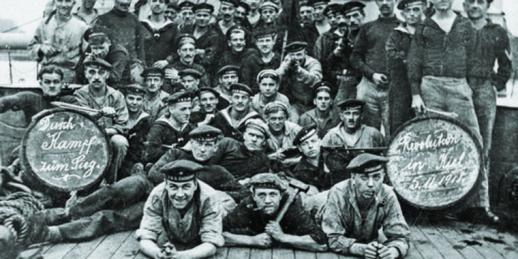 Durch
Kampf
zum Sieg.
Revolution
in Kiel
5.11.1918